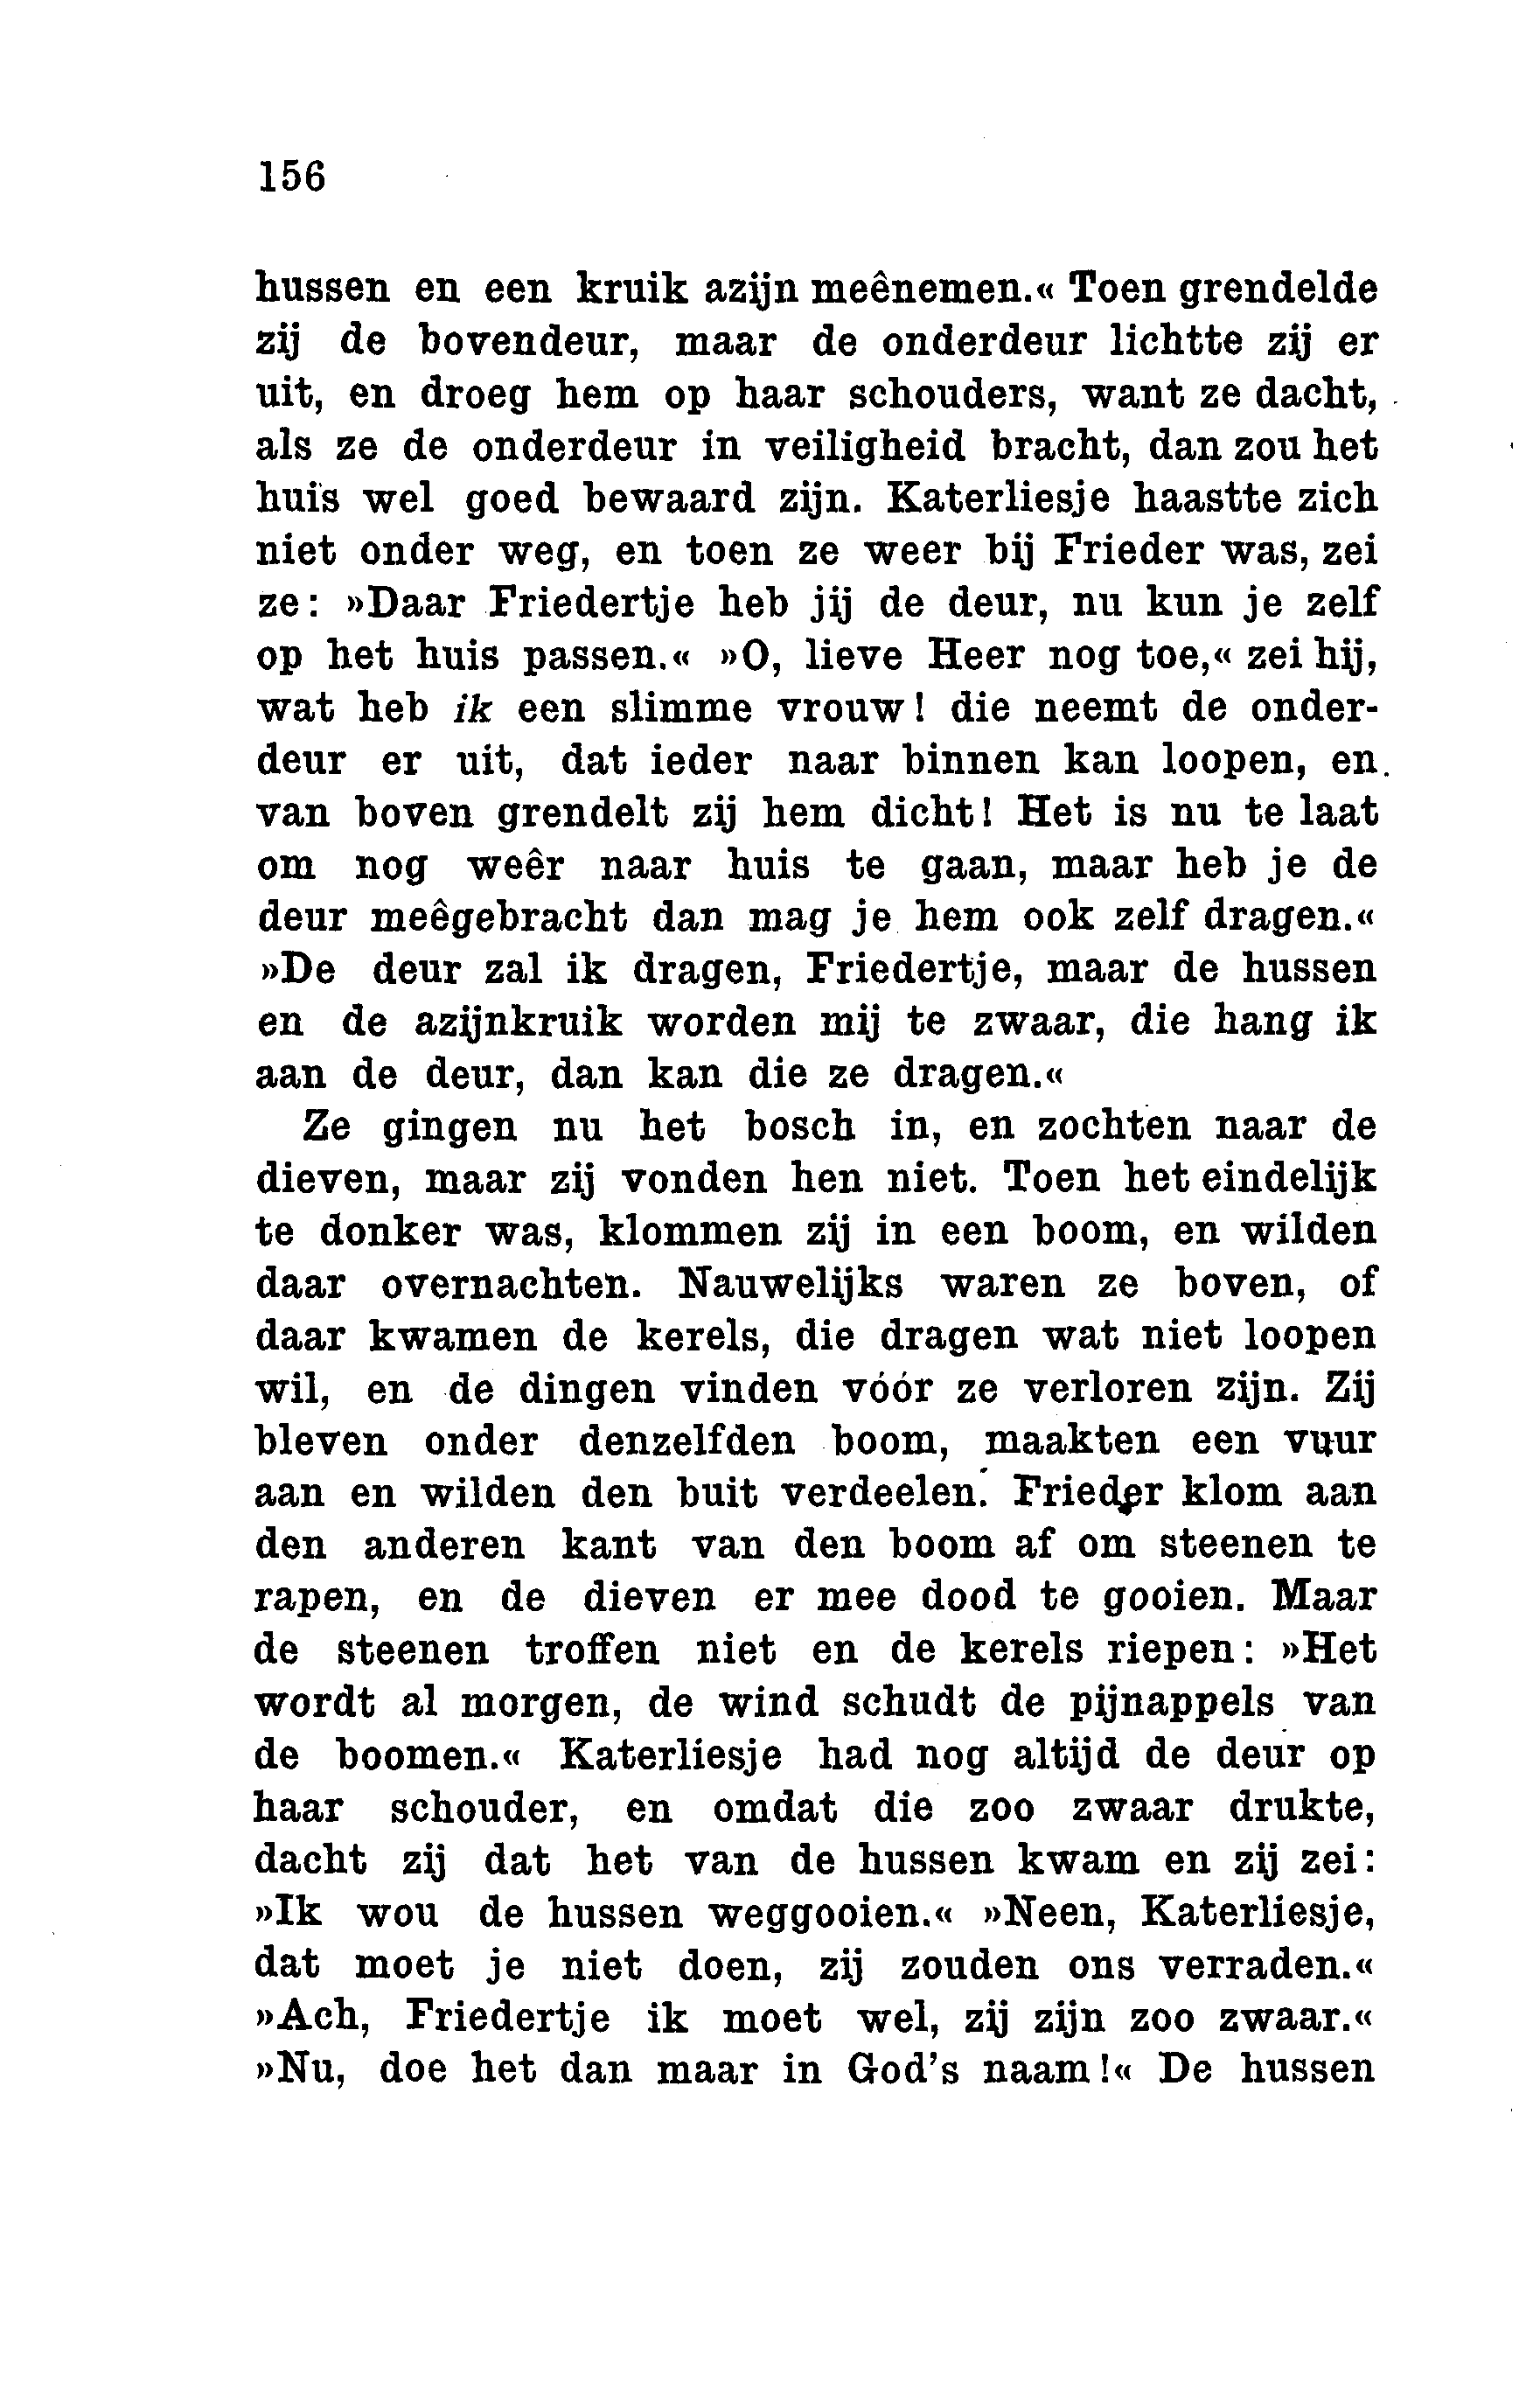 156
hussen en een kruik azijn meênemen.« Toen grendelde
zij de bovendeur, maar de onderdeur lichtte zij er
uit, en droeg hem op haar schouders, want ze dacht,
als ze de onderdeur in veiligheid bracht, dan zou het
huis wel goed bewaard zijn. Katerliesje haastte zich
niet onder weg, en toen ze weer bij Frieder was, zei
ze: »Daar Friedertje heb jij de deur, nu kun je zelf
op het huis passen.« »O, lieve Heer nog toe,« zei hij,
wat heb ik een slimme vrouw! die neemt de onder-
deur er uit, dat ieder naar binnen kan loopen, en
van boven grendelt zij hem dicht! Het is nu te laat
om nog weêr naar huis te gaan, maar heb je de
deur meêgebracht dan mag je hem ook zelf dragen.«
»De deur zal ik dragen, Friedertje, maar de hussen
en de azijnkruik worden mij te zwaar, die hang ik
aan de deur, dan kan die ze dragen.«
Ze gingen nu het bosch in, en zochten naar de
dieven, maar zij vonden hen niet. Toen het eindelijk
te donker was, klommen zij in een boom, en wilden
daar overnachten. Nauwelijks waren ze boven, of
daar kwamen de kerels, die dragen wat niet loopen
wil, en de dingen vinden vóór ze verloren zijn. Zij
bleven onder denzelfden boom, maakten een vuur
aan en wilden den buit verdeelen. Frieder klom aan
den anderen kant van den boom af om steenen te
rapen, en de dieven er mee dood te gooien. Maar
de steenen troffen niet en de kerels riepen: »Het
wordt al morgen, de wind schudt de pijnappels van
de boomen.« Katerliesje had nog altijd de deur op
haar schouder, en omdat die zoo zwaar drukte,
dacht zij dat het van de hussen kwam en zij zei:
»Ik wou de hussen weggooien.« »Neen, Katerliesje,
dat moet je niet doen, zij zouden ons verraden.«
»Ach, Friedertje ik moet wel, zij zijn zoo zwaar.«
»Nu, doe het dan maar in God's naam!« De hussen